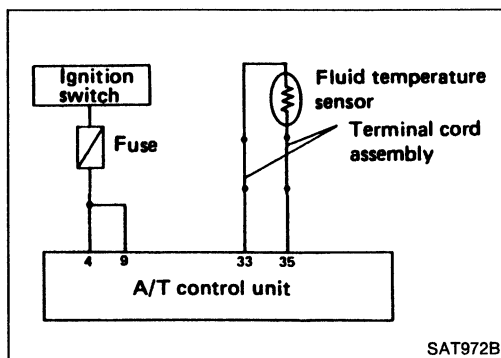 Ignition
switch
Fuse
Fluid temperature
sensor
Terminal cord
assembly
4 9 33 35
A/T control unit
SAT972B